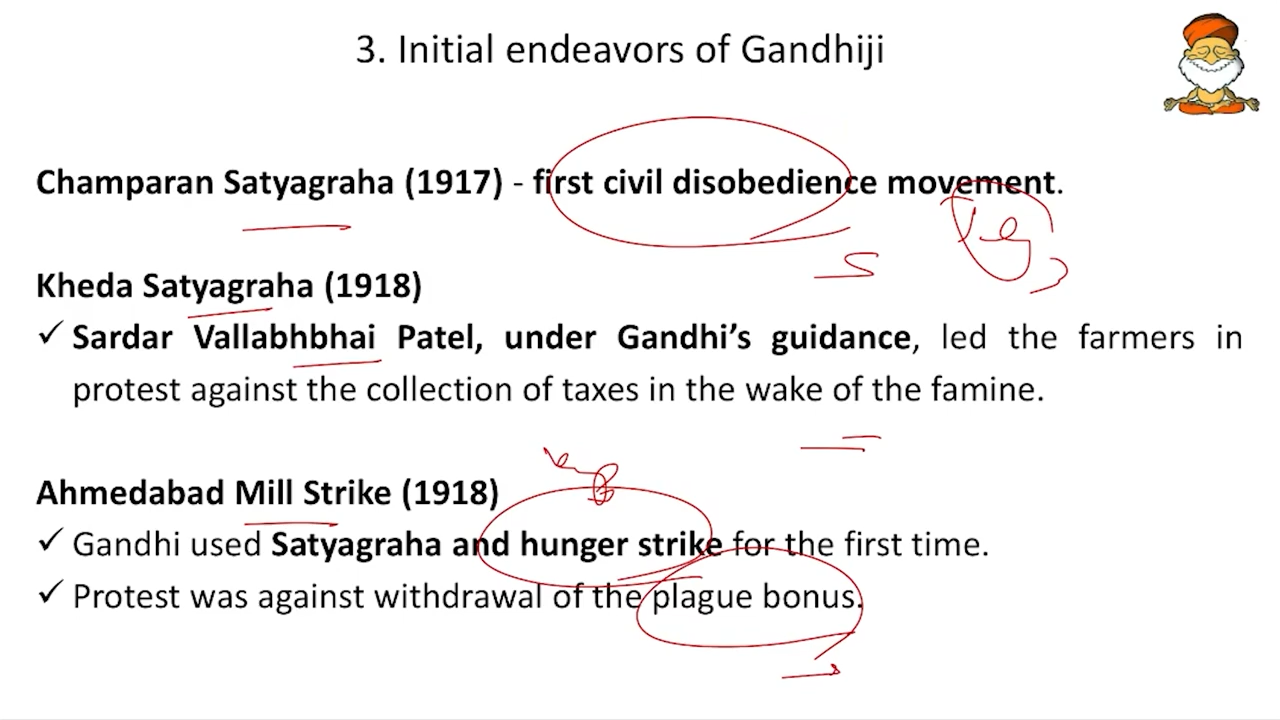 3. Initial endeavors of Gandhiji
Champaran Satyagraha (1917) - first civil disobedience movement.
Kheda Satyagraha (1918)
✓ Sardar Vallabhbhai Patel, under Gandhi’s guidance, led the farmers in
protest against the collection of taxes in the wake of the famine.
Ahmedabad Mill Strike (1918)
✓ Gandhi used Satyagraha and hunger strike for the first time.
✓ Protest was against withdrawal of the plague bonus.